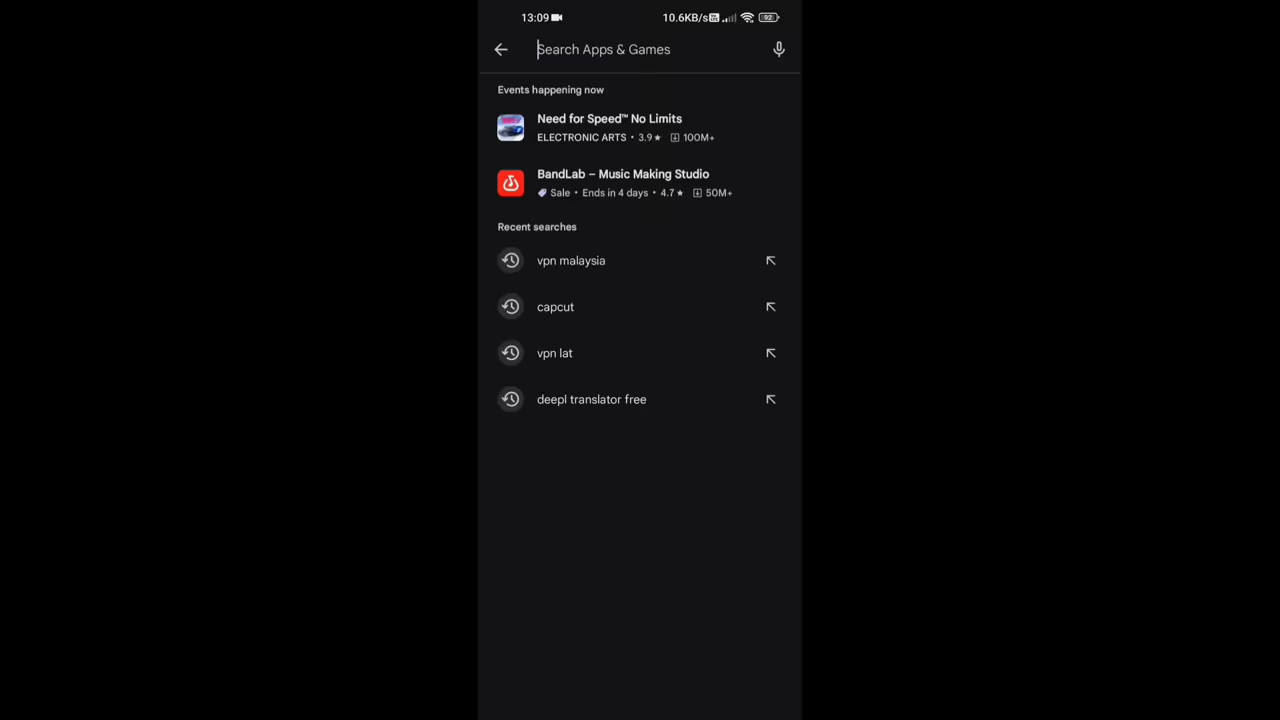 13:09 10.6KB/s 92
Search Apps & Games
Events happening now
Need for Speed™ No Limits
ELECTRONIC ARTS • 3.9★ 100M+
BandLab – Music Making Studio
Sale • Ends in 4 days • 4.7★ 50M+
Recent searches
vpn malaysia
capcut
vpn lat
deepl translator free